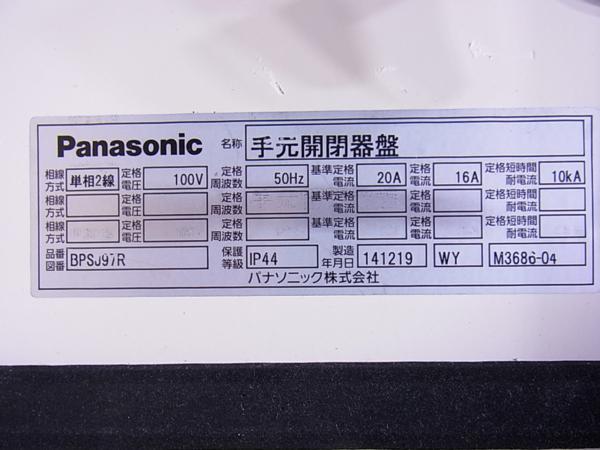 Panasonic 名称 手元開閉器盤
相線方式 単相2線 定格電圧 100V 定格周波数 50Hz 基準定格電流 20A 定格電流 16A 定格短時間耐電流 10kA
相線方式 定格電圧 定格周波数 基準定格電流 定格電流 定格短時間耐電流
相線方式 定格電圧 定格周波数 基準定格電流 定格電流 定格短時間耐電流
品番図番 BPSJ97R 保護等級 IP44 製造年月日 141219 WY M3686-04
パナソニック株式会社